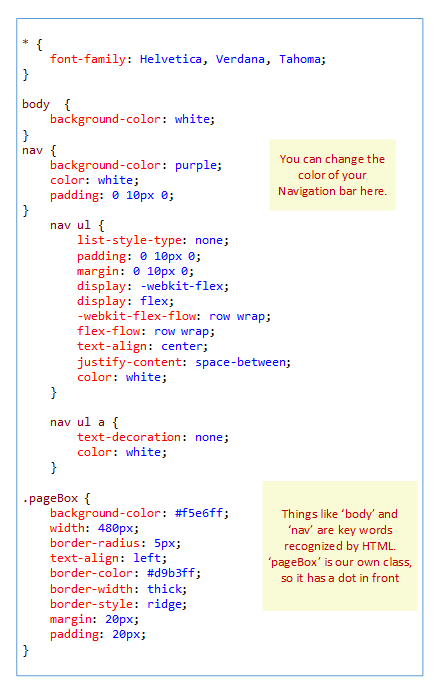 * {
    font-family: Helvetica, Verdana, Tahoma;
}
body  {
    background-color: white;
}
nav {
    background-color: purple;
    color: white;
    padding: 0 10px 0;
}
You can change the
color of your
Navigation bar here.
    nav ul {
        list-style-type: none;
        padding: 0 10px 0;
        margin: 0 10px 0;
        display: -webkit-flex;
        display: flex;
        -webkit-flex-flow: row wrap;
        flex-flow: row wrap;
        text-align: center;
        justify-content: space-between;
        color: white;
    }
    nav ul a {
        text-decoration: none;
        color: white;
    }
.pageBox {
    background-color: #f5e6ff;
    width: 480px;
    border-radius: 5px;
    text-align: left;
    border-color: #d9b3ff;
    border-width: thick;
    border-style: ridge;
    margin: 20px;
    padding: 20px;
}
Things like ‘body’ and
‘nav’ are key words
recognized by HTML.
‘pageBox’ is our own class,
so it has a dot in front